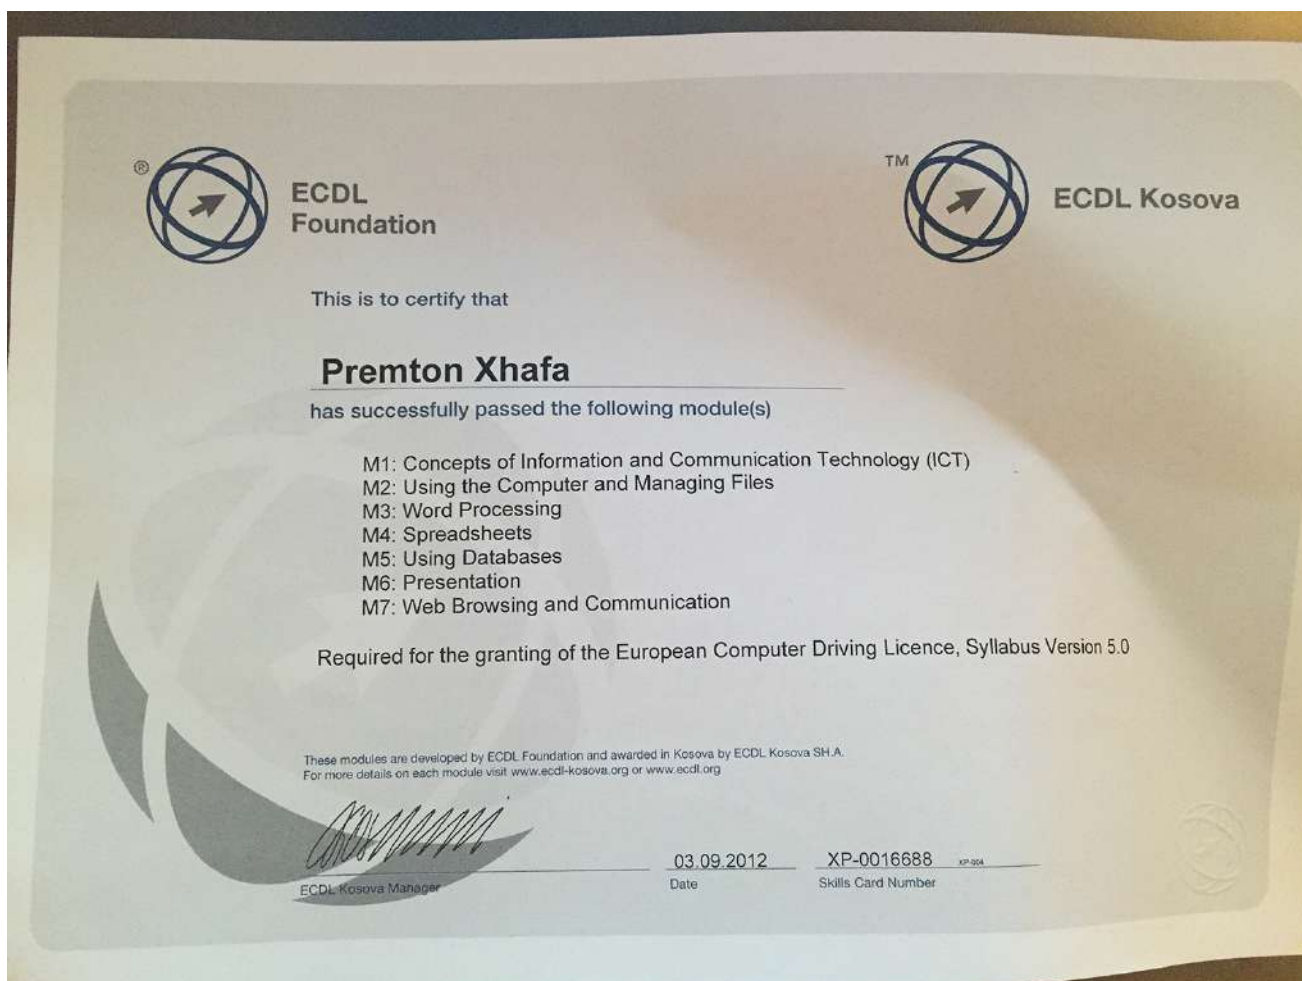 ®
ECDL
Foundation
TM
ECDL Kosova
This is to certify that
Premton Xhafa
has successfully passed the following module(s)
M1: Concepts of Information and Communication Technology (ICT)
M2: Using the Computer and Managing Files
M3: Word Processing
M4: Spreadsheets
M5: Using Databases
M6: Presentation
M7: Web Browsing and Communication
Required for the granting of the European Computer Driving Licence, Syllabus Version 5.0
These modules are developed by ECDL Foundation and awarded in Kosova by ECDL Kosova SH.A.
For more details on each module visit www.ecdl-kosova.org or www.ecdl.org
03.09.2012 XP-0016688 XP-004
ECDL Kosova Manager Date Skills Card Number